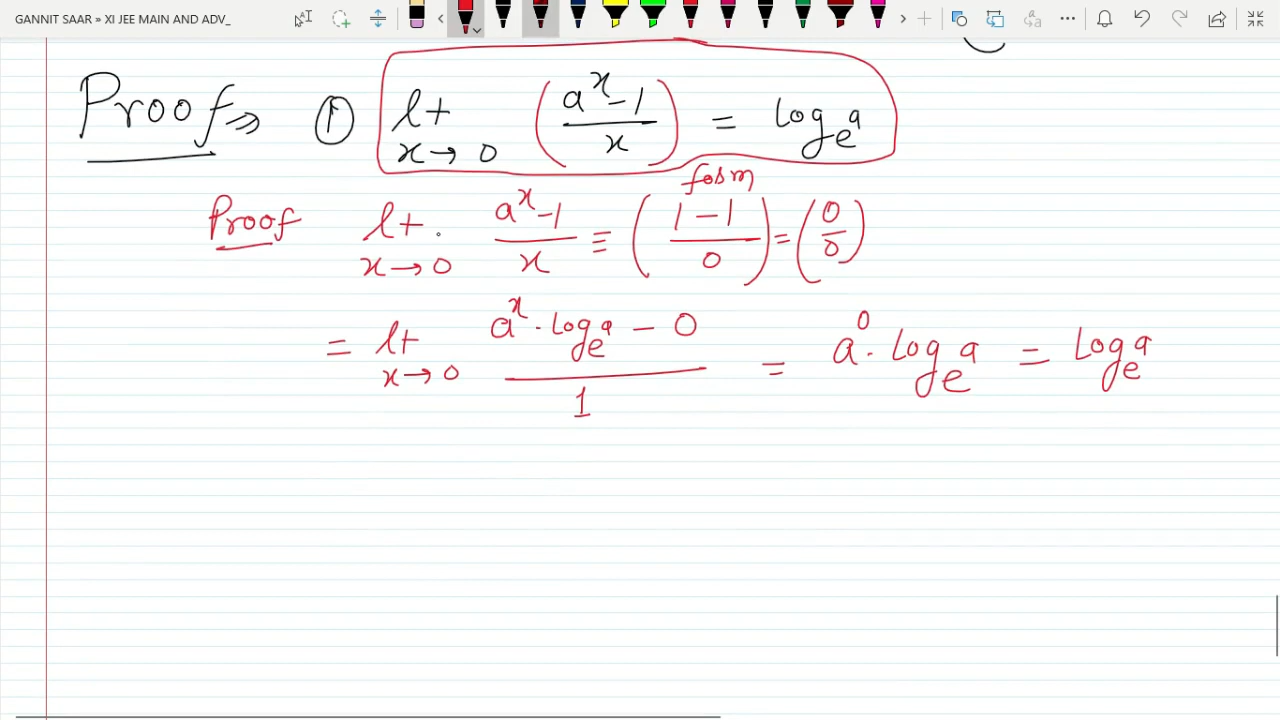 GANNIT SAAR » XI JEE MAIN AND ADV_
Proof ⇒ ① lt x→0 (a^x-1 / x) = log_e a
Proof lt x→0 a^x-1 / x ≡ (1-1 / 0) form = (0/0)
= lt x→0 a^x · log_e a - 0 / 1 = a^0 · log_e a = log_e a